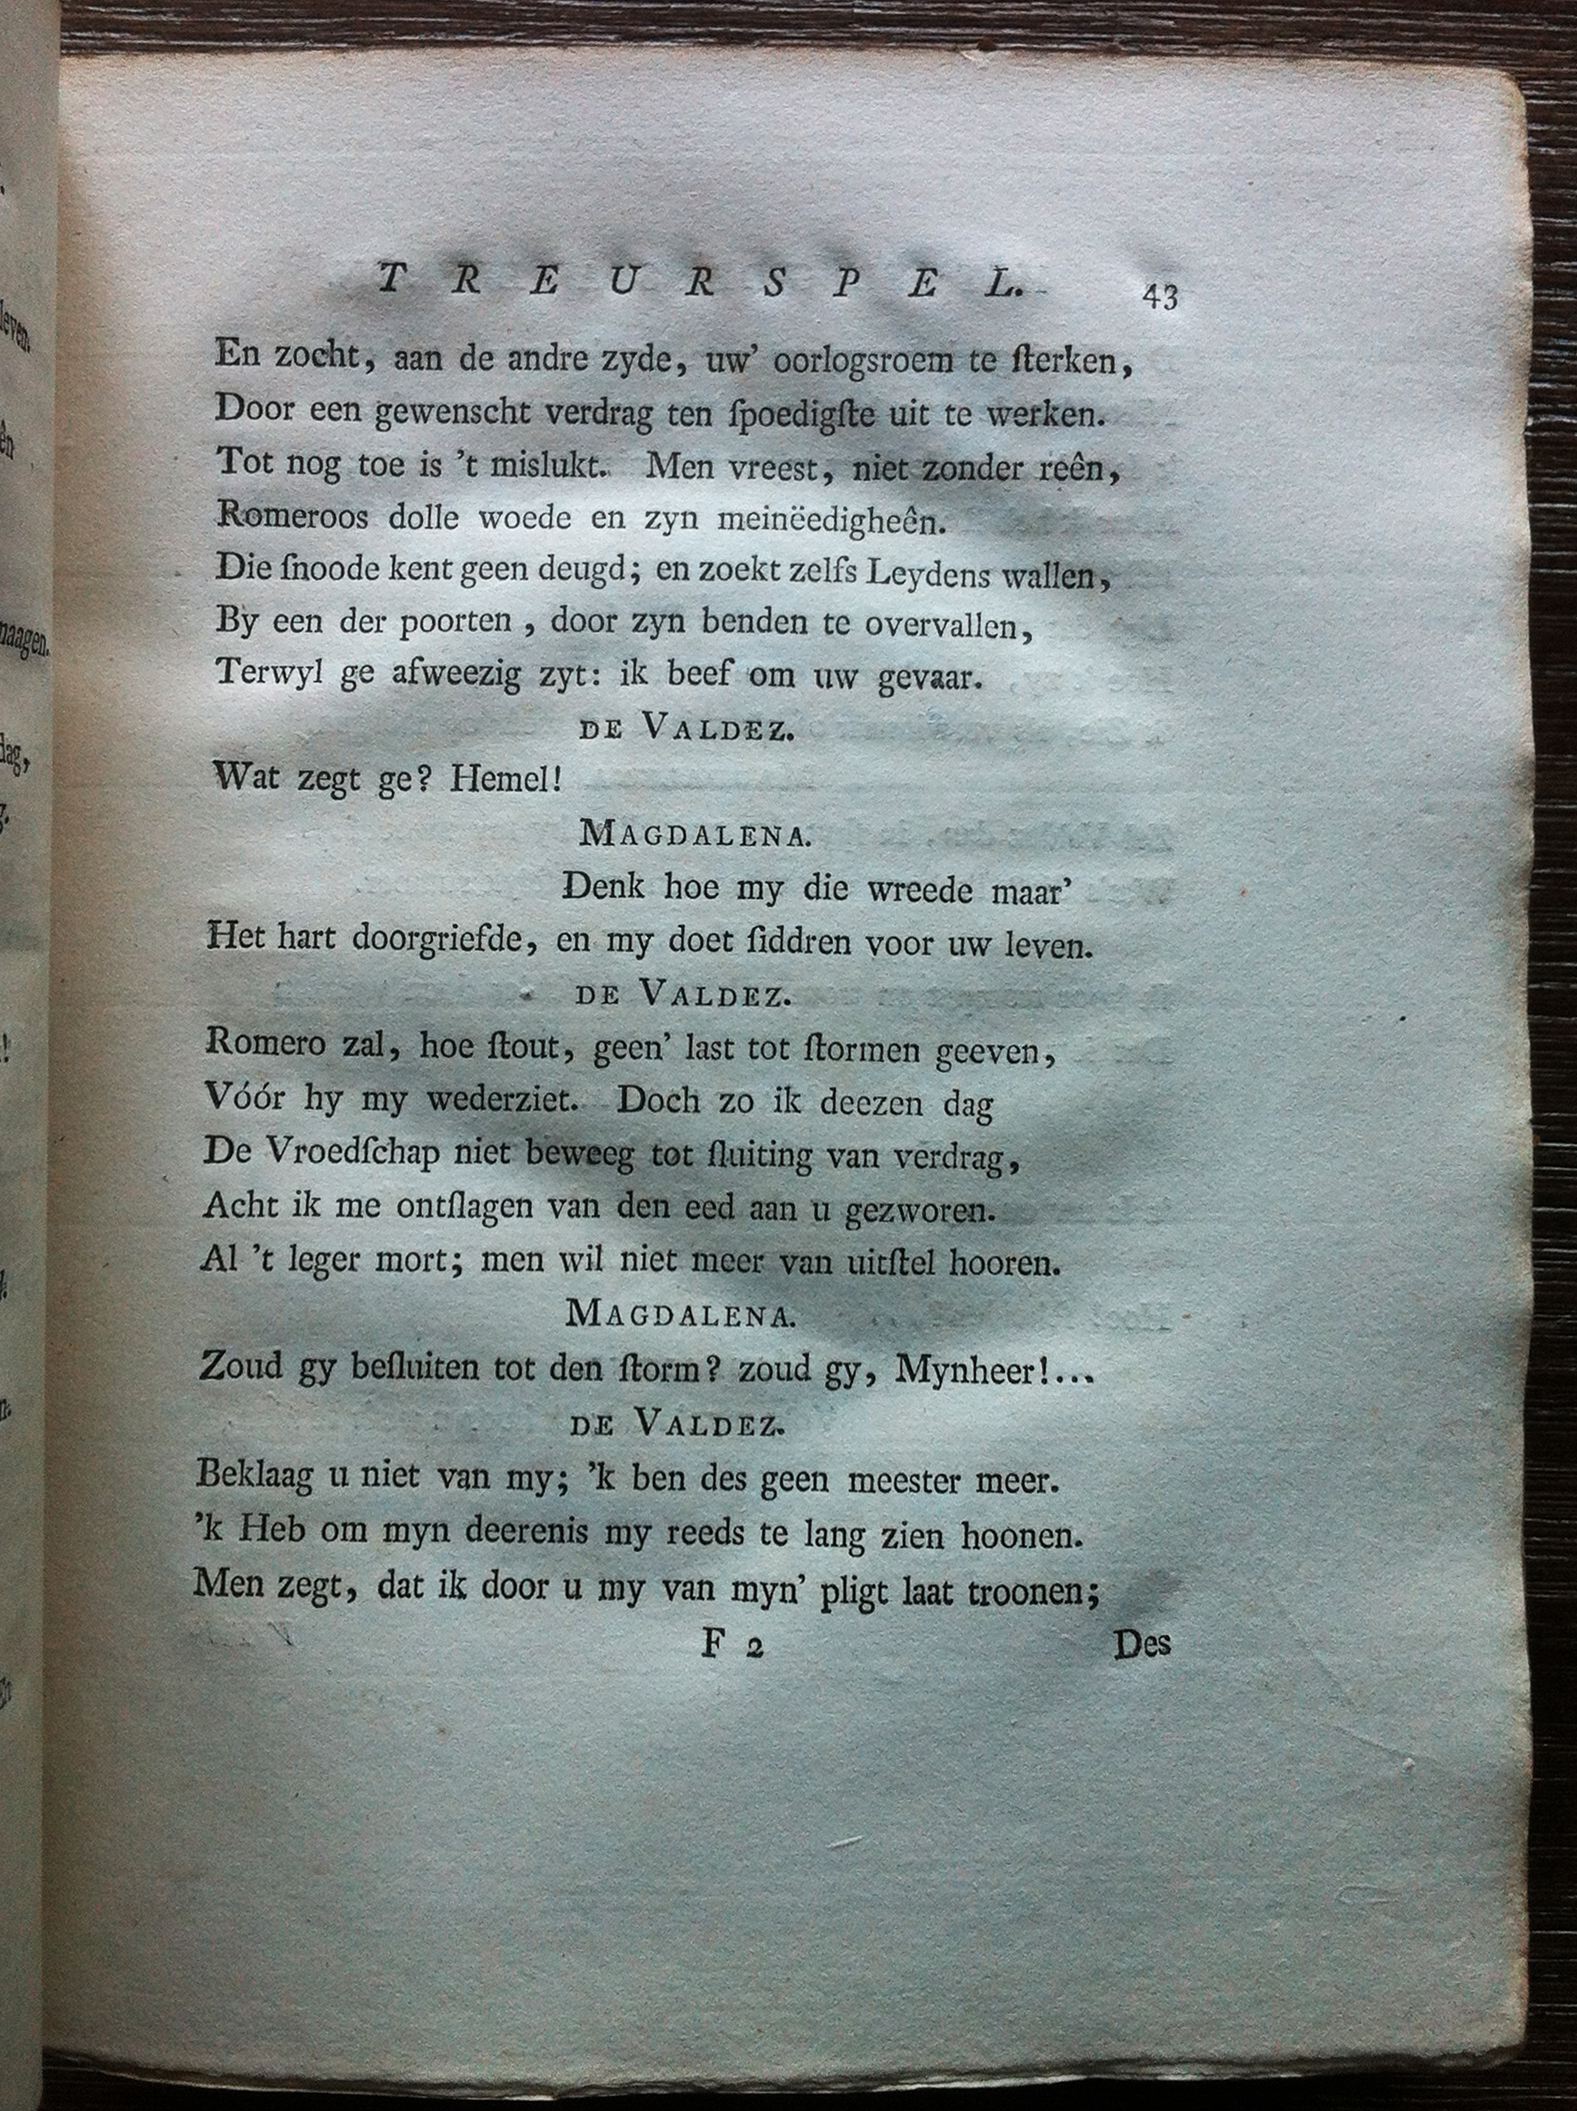 TREURSPEL. 43
En zocht, aan de andre zyde, uw’ oorlogsroem te ſterken,
Door een gewenscht verdrag ten ſpoedigſte uit te werken.
Tot nog toe is ’t mislukt. Men vreest, niet zonder reên,
Romeroos dolle woede en zyn meinëedigheên.
Die ſnoode kent geen deugd; en zoekt zelfs Leydens wallen,
By een der poorten, door zyn benden te overvallen,
Terwyl ge afweezig zyt: ik beef om uw gevaar.
DE VALDEZ.
Wat zegt ge? Hemel!
MAGDALENA.
Denk hoe my die wreede maar’
Het hart doorgriefde, en my doet ſiddren voor uw leven.
DE VALDEZ.
Romero zal, hoe ſtout, geen’ last tot ſtormen geeven,
Vóór hy my wederziet. Doch zo ik deezen dag
De Vroedſchap niet beweeg tot ſluiting van verdrag,
Acht ik me ontſlagen van den eed aan u gezworen.
Al ’t leger mort; men wil niet meer van uitſtel hooren.
MAGDALENA.
Zoud gy beſluiten tot den ſtorm? zoud gy, Mynheer!...
DE VALDEZ.
Beklaag u niet van my; ’k ben des geen meester meer.
’k Heb om myn deerenis my reeds te lang zien hoonen.
Men zegt, dat ik door u my van myn’ pligt laat troonen;
F 2 Des